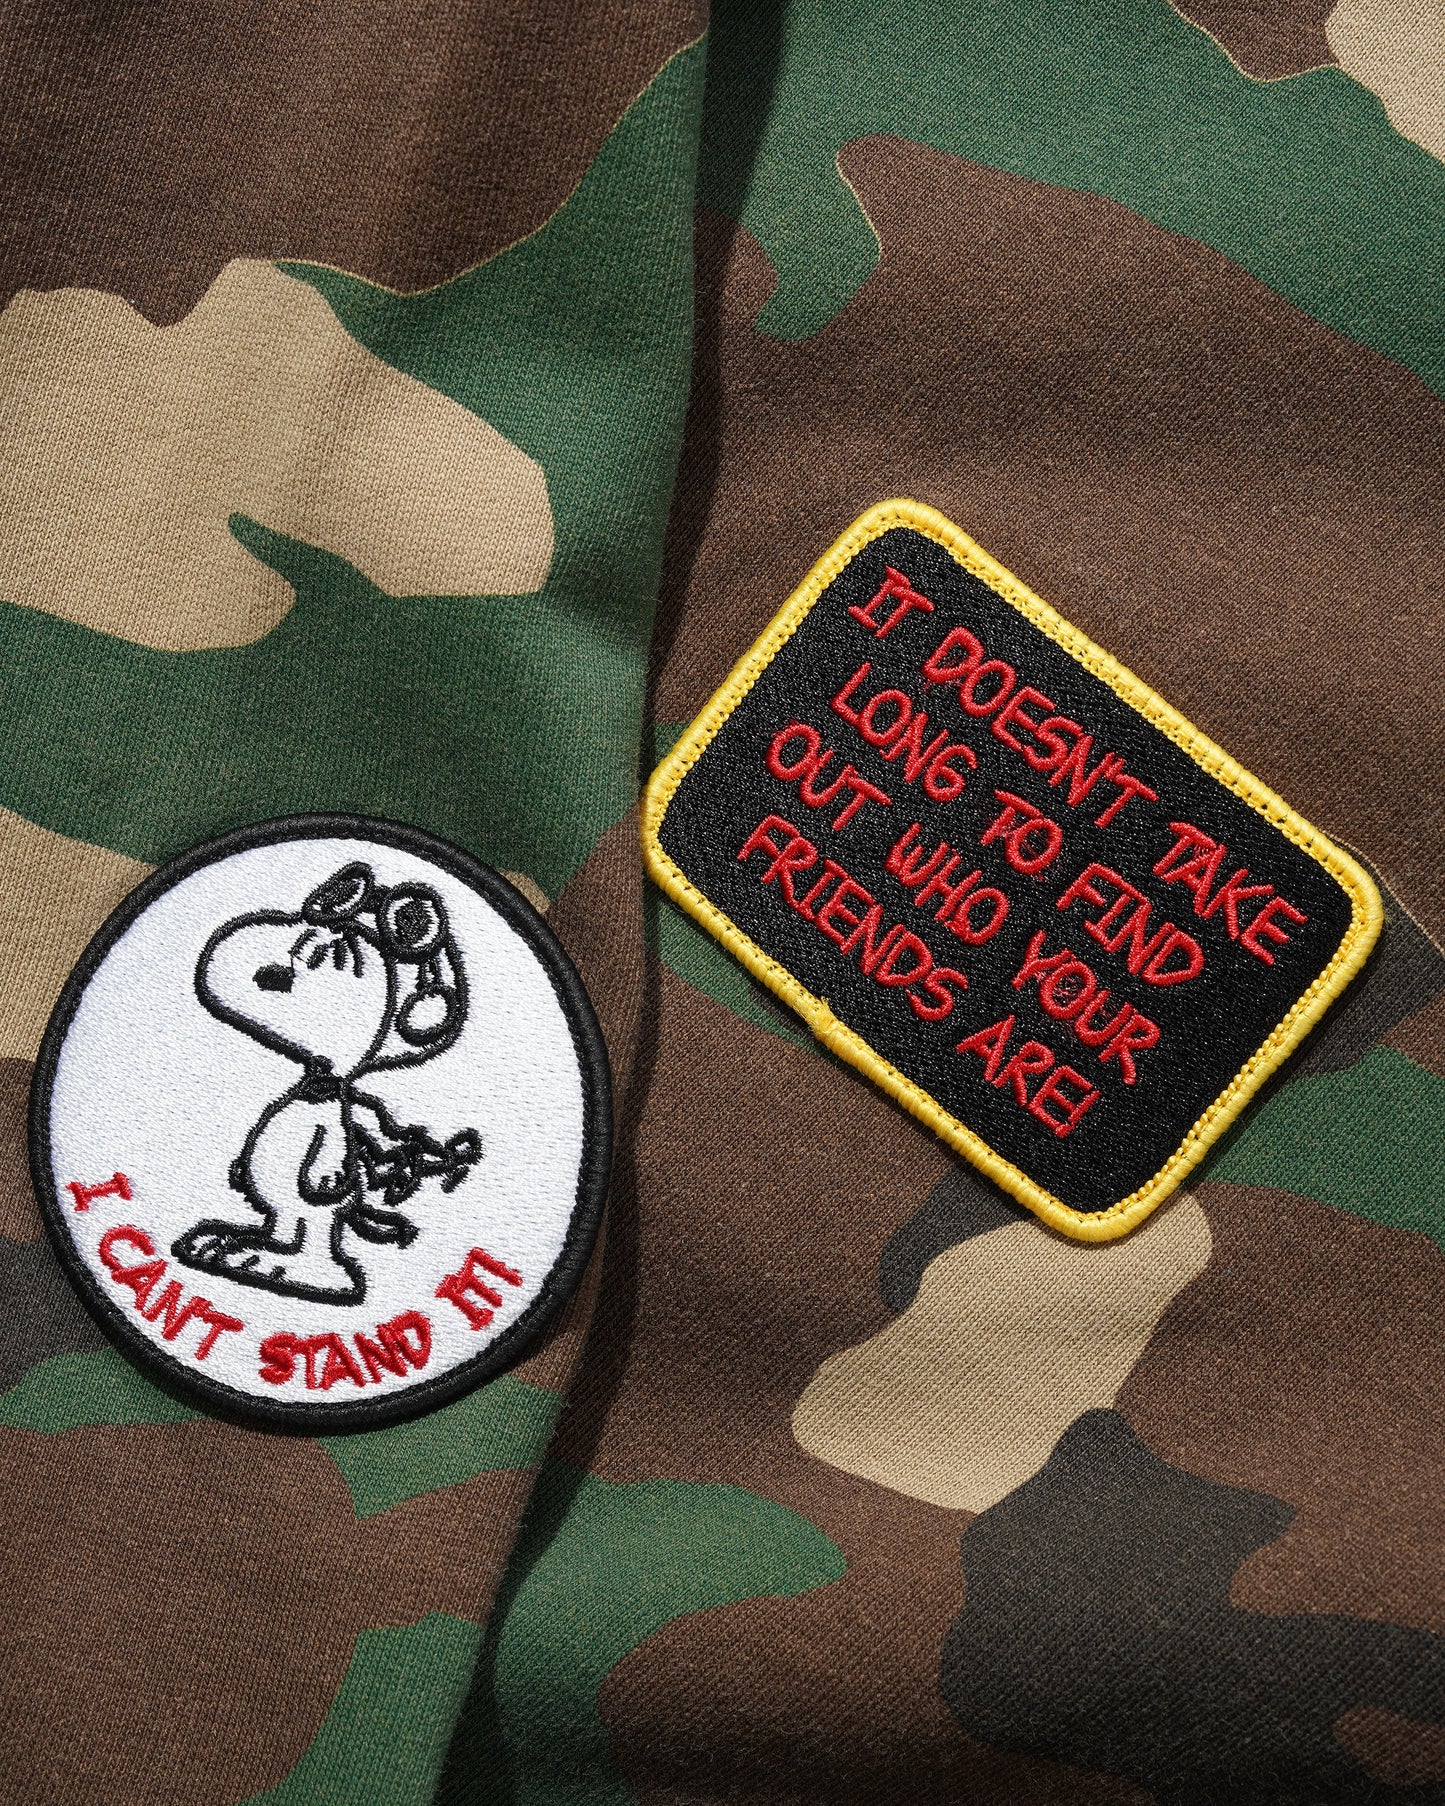 IT DOESN'T TAKE
LONG TO FIND
OUT WHO YOUR
FRIENDS ARE!
I CAN'T STAND IT!